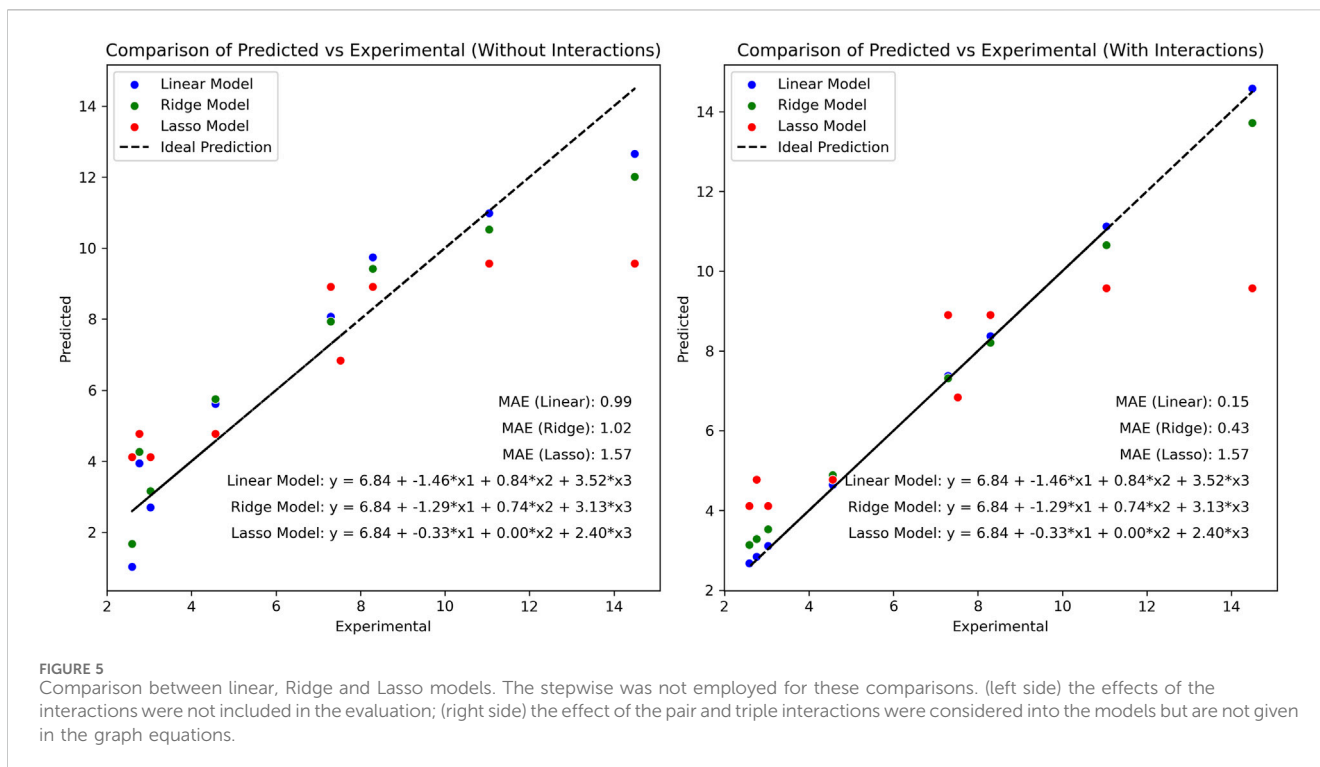 Comparison of Predicted vs Experimental (Without Interactions)
Linear Model
Ridge Model
Lasso Model
Ideal Prediction
14
12
10
8
6
4
2
Predicted
MAE (Linear): 0.99
MAE (Ridge): 1.02
MAE (Lasso): 1.57
Linear Model: y = 6.84 + -1.46*x1 + 0.84*x2 + 3.52*x3
Ridge Model: y = 6.84 + -1.29*x1 + 0.74*x2 + 3.13*x3
Lasso Model: y = 6.84 + -0.33*x1 + 0.00*x2 + 2.40*x3
2 4 6 8 10 12 14
Experimental
Comparison of Predicted vs Experimental (With Interactions)
Linear Model
Ridge Model
Lasso Model
Ideal Prediction
14
12
10
8
6
4
2
Predicted
MAE (Linear): 0.15
MAE (Ridge): 0.43
MAE (Lasso): 1.57
Linear Model: y = 6.84 + -1.46*x1 + 0.84*x2 + 3.52*x3
Ridge Model: y = 6.84 + -1.29*x1 + 0.74*x2 + 3.13*x3
Lasso Model: y = 6.84 + -0.33*x1 + 0.00*x2 + 2.40*x3
2 4 6 8 10 12 14
Experimental
FIGURE 5
Comparison between linear, Ridge and Lasso models. The stepwise was not employed for these comparisons. (left side) the effects of the
interactions were not included in the evaluation; (right side) the effect of the pair and triple interactions were considered into the models but are not given
in the graph equations.